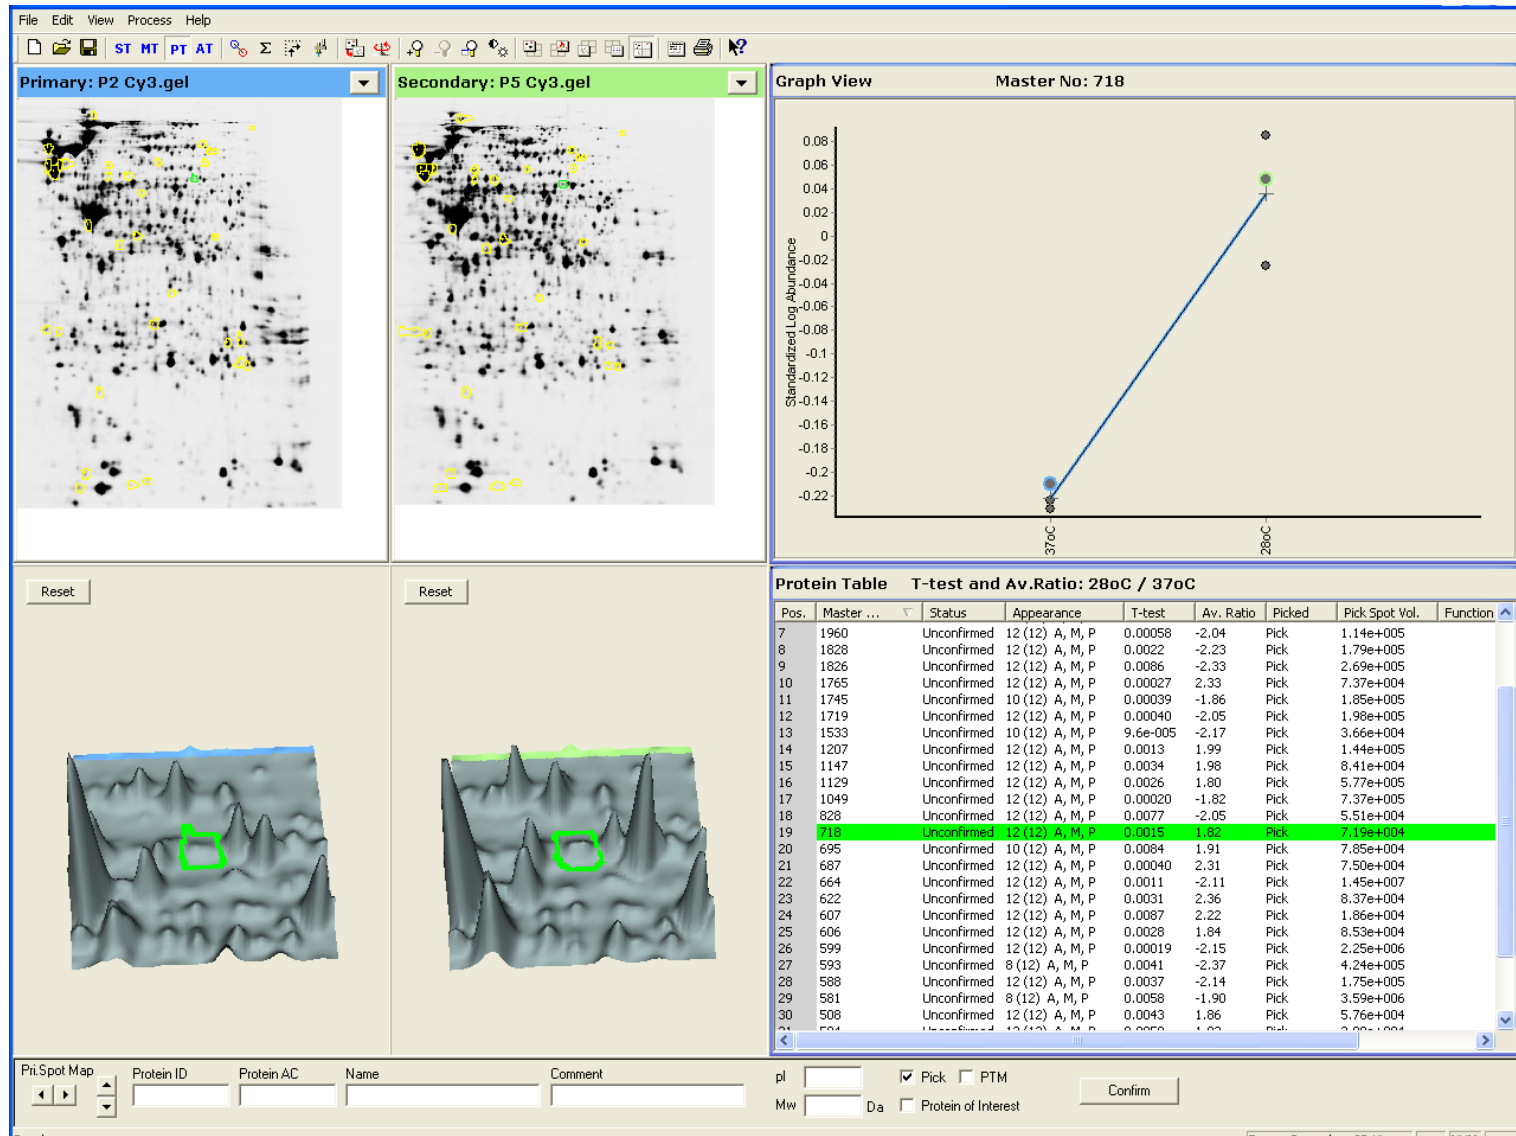 File Edit View Process Help
ST MT PT AT Σ
Primary: P2 Cy3.gel
Secondary: P5 Cy3.gel
Graph View Master No: 718
0.08
0.06
0.04
0.02
0
-0.02
-0.04
-0.06
-0.08
-0.1
-0.12
-0.14
-0.16
-0.18
-0.2
-0.22
Standardized Log Abundance
37oC
28oC
Reset
Reset
Protein Table T-test and Av.Ratio: 28oC / 37oC
Pos. Master ... Status Appearance T-test Av. Ratio Picked Pick Spot Vol. Function
7 1960 Unconfirmed 12 (12) A, M, P 0.00058 -2.04 Pick 1.14e+005
8 1828 Unconfirmed 12 (12) A, M, P 0.0022 -2.23 Pick 1.79e+005
9 1826 Unconfirmed 12 (12) A, M, P 0.0086 -2.33 Pick 2.69e+005
10 1765 Unconfirmed 12 (12) A, M, P 0.00027 2.33 Pick 7.37e+004
11 1745 Unconfirmed 10 (12) A, M, P 0.00039 -1.86 Pick 1.85e+005
12 1719 Unconfirmed 12 (12) A, M, P 0.00040 -2.05 Pick 1.98e+005
13 1533 Unconfirmed 10 (12) A, M, P 9.6e-005 -2.17 Pick 3.66e+004
14 1207 Unconfirmed 12 (12) A, M, P 0.0013 1.99 Pick 1.44e+005
15 1147 Unconfirmed 12 (12) A, M, P 0.0034 1.98 Pick 8.41e+004
16 1129 Unconfirmed 12 (12) A, M, P 0.0026 1.80 Pick 5.77e+005
17 1049 Unconfirmed 12 (12) A, M, P 0.00020 -1.82 Pick 7.37e+005
18 828 Unconfirmed 12 (12) A, M, P 0.0077 -2.05 Pick 5.51e+004
19 718 Unconfirmed 12 (12) A, M, P 0.0015 1.82 Pick 7.19e+004
20 695 Unconfirmed 10 (12) A, M, P 0.0084 1.91 Pick 7.85e+004
21 687 Unconfirmed 12 (12) A, M, P 0.00040 2.31 Pick 7.50e+004
22 664 Unconfirmed 12 (12) A, M, P 0.0011 -2.11 Pick 1.45e+007
23 622 Unconfirmed 12 (12) A, M, P 0.0031 2.36 Pick 8.37e+004
24 607 Unconfirmed 12 (12) A, M, P 0.0087 2.22 Pick 1.86e+004
25 606 Unconfirmed 12 (12) A, M, P 0.0028 1.84 Pick 8.53e+004
26 599 Unconfirmed 12 (12) A, M, P 0.00019 -2.15 Pick 2.25e+006
27 593 Unconfirmed 8 (12) A, M, P 0.0041 -2.37 Pick 4.24e+005
28 588 Unconfirmed 12 (12) A, M, P 0.0037 -2.14 Pick 1.75e+005
29 581 Unconfirmed 8 (12) A, M, P 0.0058 -1.90 Pick 3.59e+006
30 508 Unconfirmed 12 (12) A, M, P 0.0043 1.86 Pick 5.76e+004
Pri.Spot Map Protein ID Protein AC Name Comment pI Pick PTM Confirm
Mw Da Protein of Interest